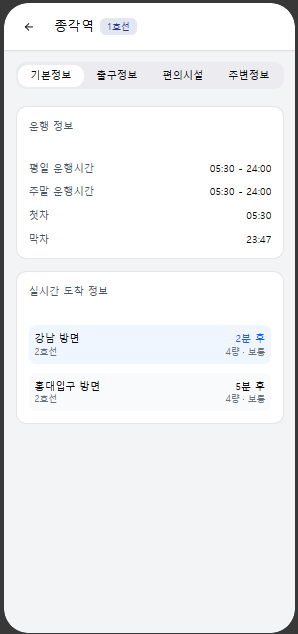 종각역 1호선
기본정보 출구정보 편의시설 주변정보
운행 정보
평일 운행시간 05:30 - 24:00
주말 운행시간 05:30 - 24:00
첫차 05:30
막차 23:47
실시간 도착 정보
강남 방면 2분 후
2호선 4량 · 보통
홍대입구 방면 5분 후
2호선 4량 · 보통